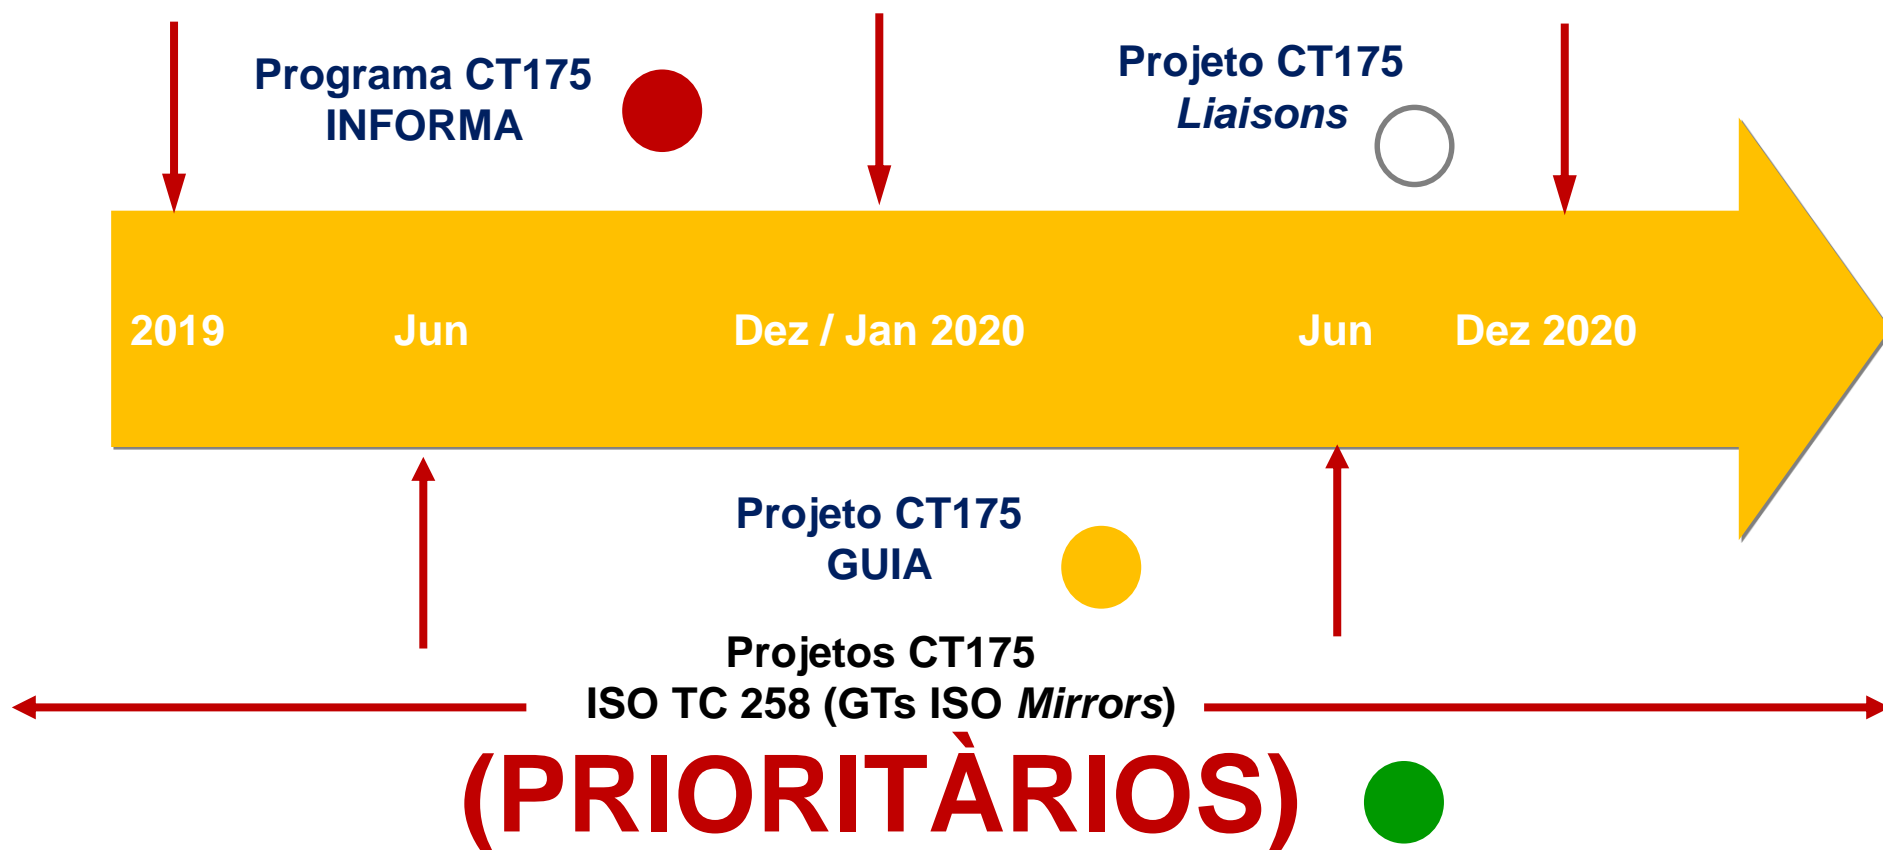 Programa CT175
INFORMA
Projeto CT175
Liaisons
2019 Jun Dez / Jan 2020 Jun Dez 2020
Projeto CT175
GUIA
Projetos CT175
ISO TC 258 (GTs ISO Mirrors)
(PRIORITÀRIOS)